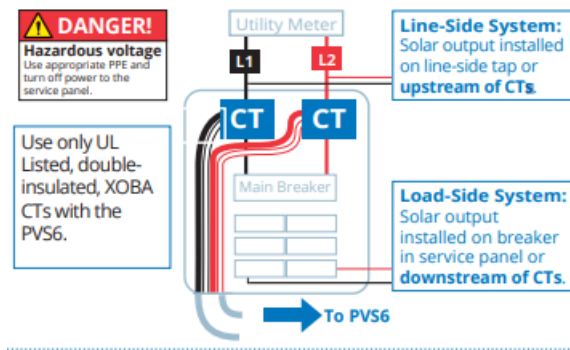 DANGER!
Hazardous voltage
Use appropriate PPE and
turn off power to the
service panel.
Utility Meter
L1
L2
Line-Side System:
Solar output installed
on line-side tap or
upstream of CTs.
CT
CT
Use only UL
Listed, double-
insulated, XOBA
CTs with the
PVS6.
Main Breaker
Load-Side System:
Solar output
installed on breaker
in service panel or
downstream of CTs.
To PVS6